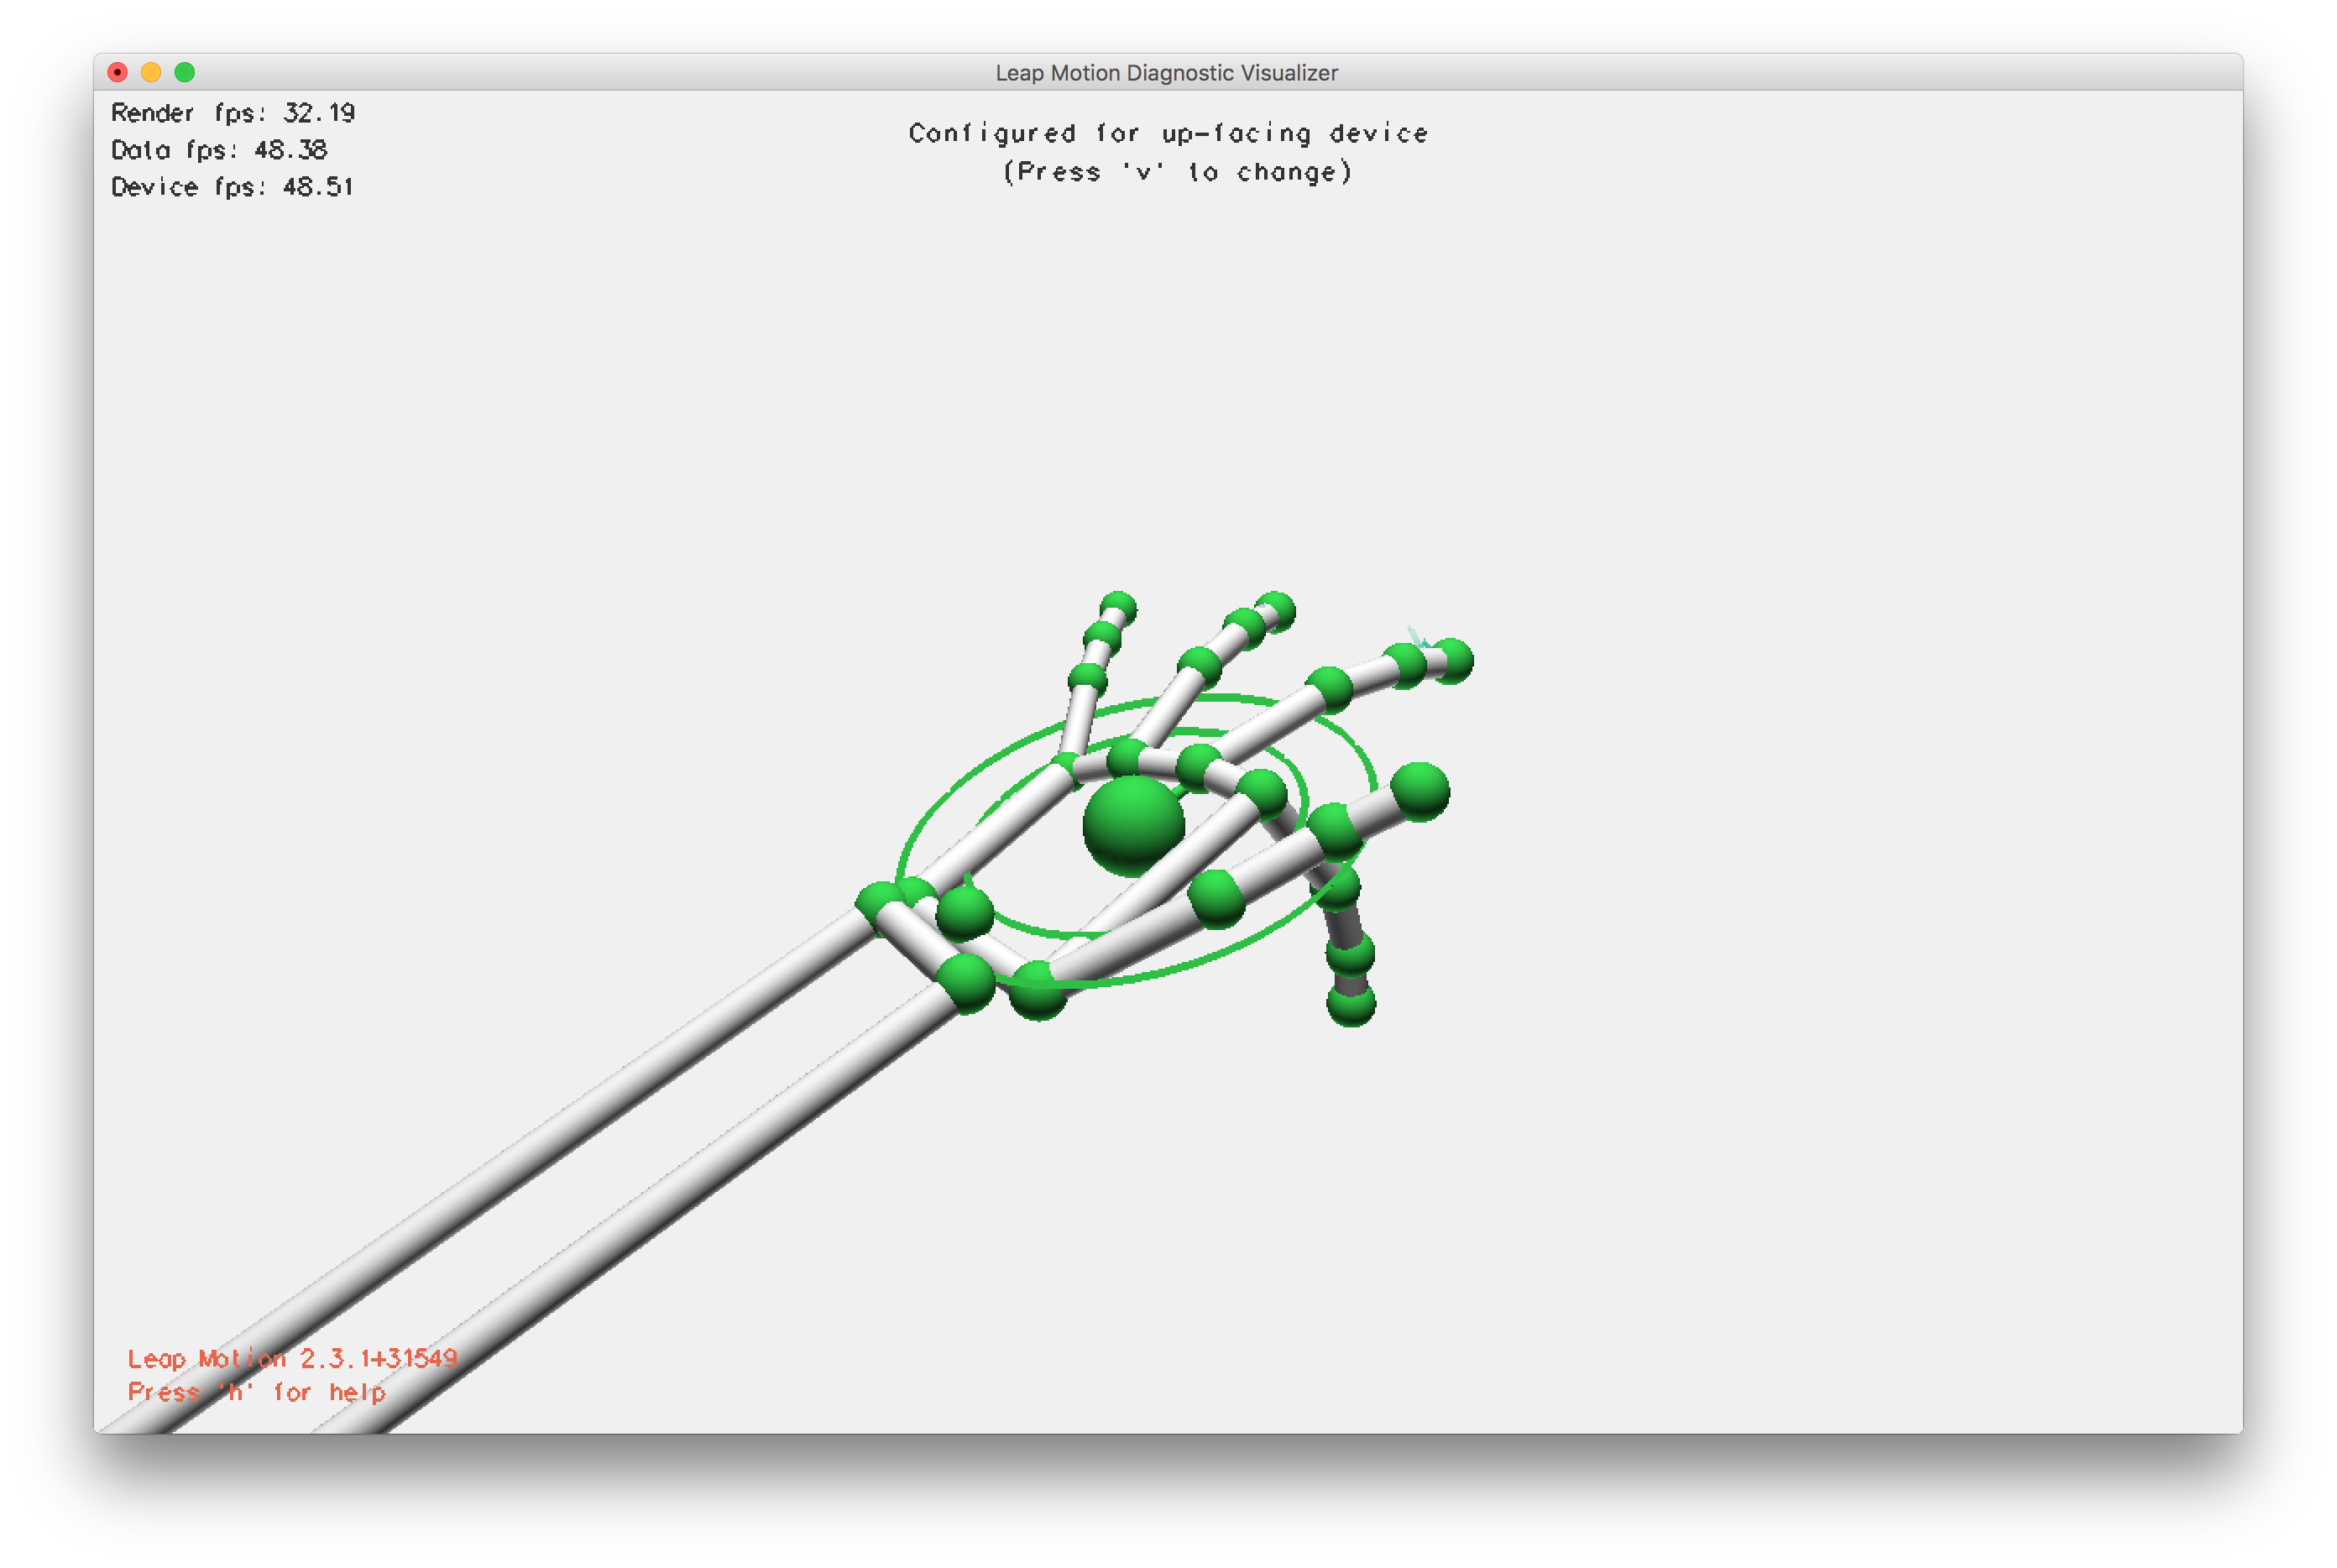 Leap Motion Diagnostic Visualizer
Render fps: 32.19
Data fps: 48.38
Device fps: 48.51
Configured for up-facing device
(Press 'v' to change)
Leap Motion 2.3.1+31549
Press 'h' for help